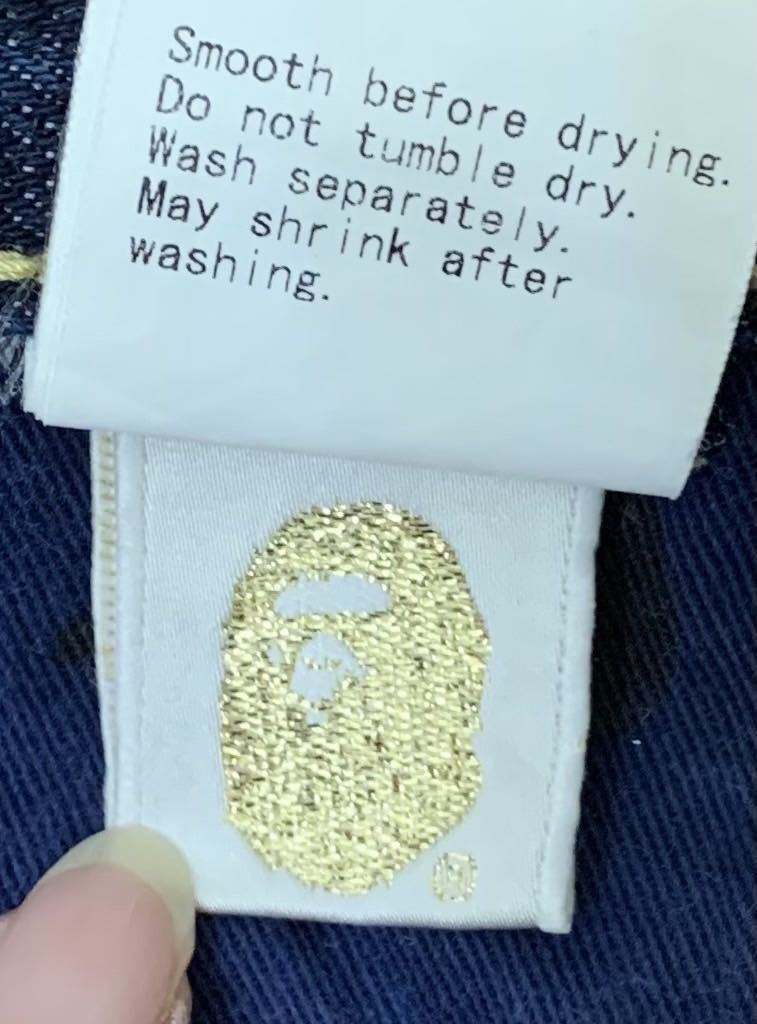 Smooth before drying.
Do not tumble dry.
Wash separately.
May shrink after
washing.